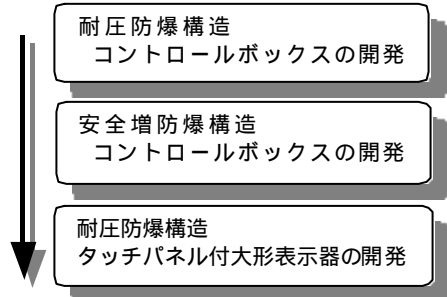 耐圧防爆構造
コントロールボックスの開発
安全増防爆構造
コントロールボックスの開発
耐圧防爆構造
タッチパネル付大形表示器の開発